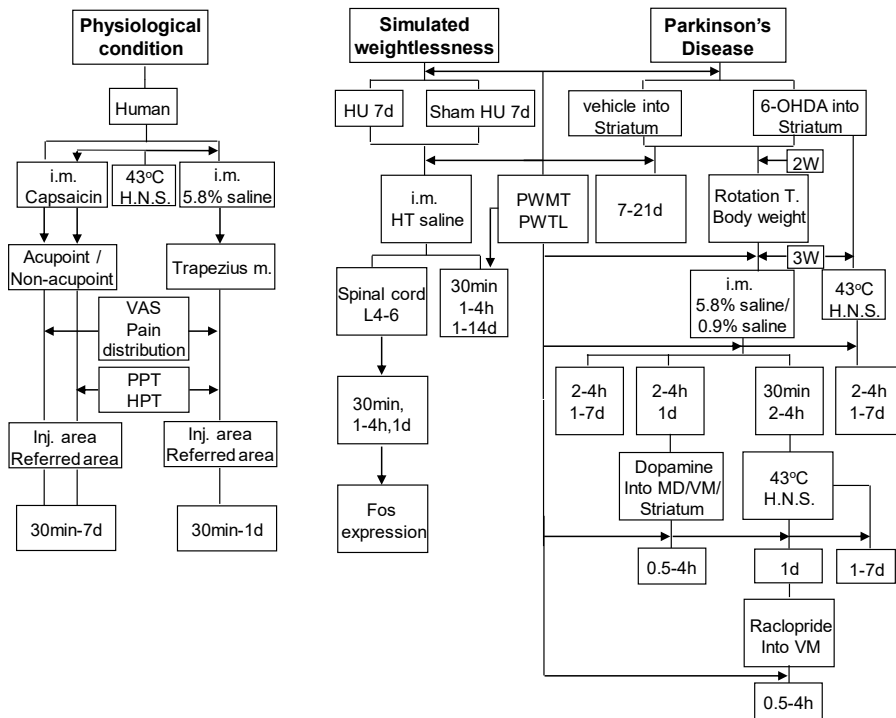 Physiological
condition
Human
i.m.
Capsaicin
43°C
H.N.S.
i.m.
5.8% saline
Acupoint /
Non-acupoint
Trapezius m.
VAS
Pain
distribution
PPT
HPT
Inj. area
Referred area
Inj. area
Referred area
30min-7d
30min-1d
Simulated
weightlessness
HU 7d
Sham HU 7d
i.m.
HT saline
PWMT
PWTL
Spinal cord
L4-6
30min
1-4h
1-14d
30min,
1-4h,1d
Fos
expression
Parkinson's
Disease
vehicle into
Striatum
6-OHDA into
Striatum
2W
7-21d
Rotation T.
Body weight
3W
i.m.
5.8% saline/
0.9% saline
43°C
H.N.S.
2-4h
1-7d
2-4h
1d
30min
2-4h
2-4h
1-7d
Dopamine
Into MD/VM/
Striatum
43°C
H.N.S.
0.5-4h
1d
1-7d
Raclopride
Into VM
0.5-4h